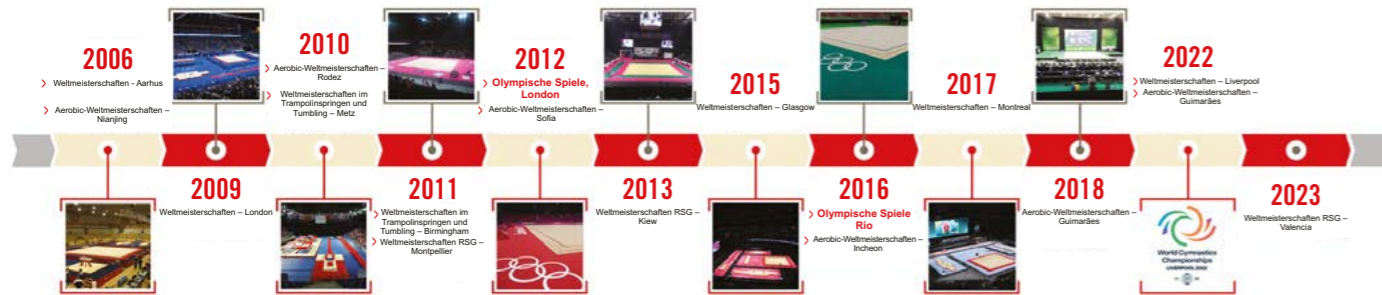 2006
Weltmeisterschaften - Aarhus
Aerobic-Weltmeisterschaften –
Nianjing
2009
Weltmeisterschaften – London
2010
Aerobic-Weltmeisterschaften –
Rodez
Weltmeisterschaften im
Trampolinspringen und
Tumbling – Metz
2011
Weltmeisterschaften im
Trampolinspringen und
Tumbling – Birmingham
Weltmeisterschaften RSG –
Montpellier
2012
Olympische Spiele,
London
Aerobic-Weltmeisterschaften –
Sofia
2013
Weltmeisterschaften RSG –
Kiew
2015
Weltmeisterschaften – Glasgow
2016
Olympische Spiele
Rio
Aerobic-Weltmeisterschaften –
Incheon
2017
Weltmeisterschaften – Montreal
2018
Aerobic-Weltmeisterschaften –
Guimarães
2022
Weltmeisterschaften – Liverpool
Aerobic-Weltmeisterschaften –
Guimarães
World Gymnastics
Championships
LIVERPOOL 2022
2023
Weltmeisterschaften RSG –
Valencia